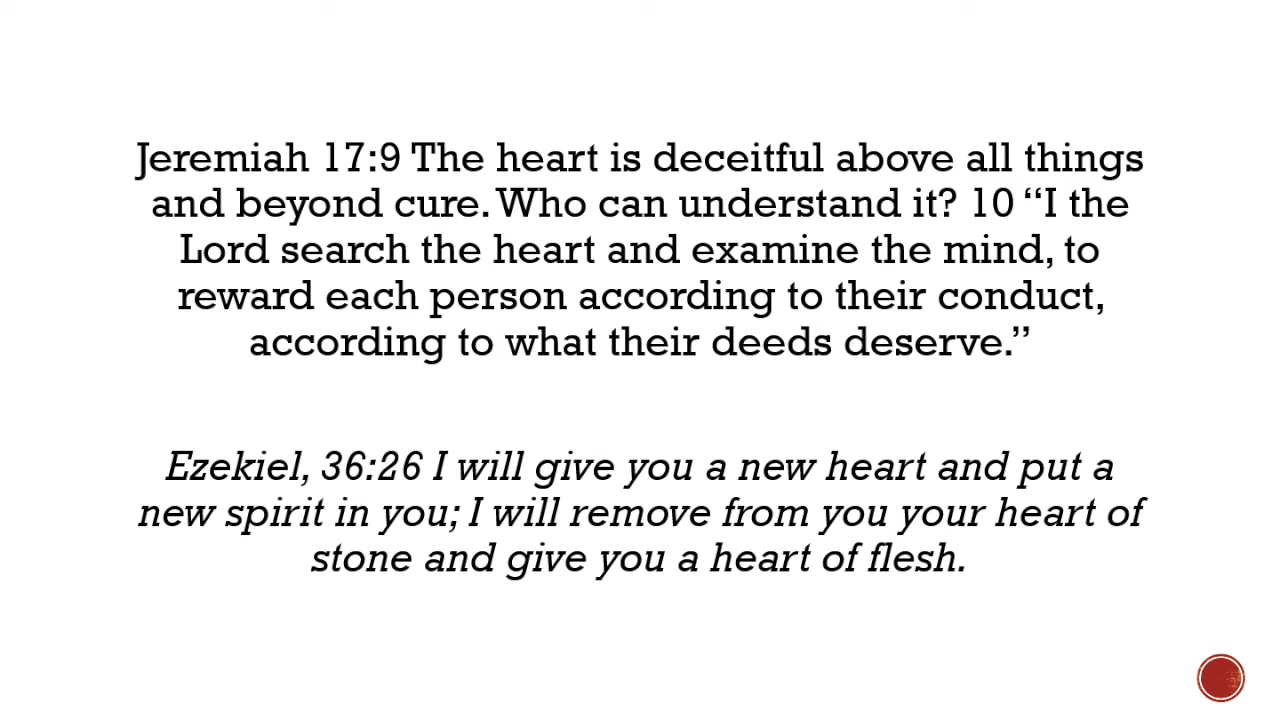 Jeremiah 17:9 The heart is deceitful above all things
and beyond cure. Who can understand it? 10 “I the
Lord search the heart and examine the mind, to
reward each person according to their conduct,
according to what their deeds deserve.”
Ezekiel, 36:26 I will give you a new heart and put a
new spirit in you; I will remove from you your heart of
stone and give you a heart of flesh.